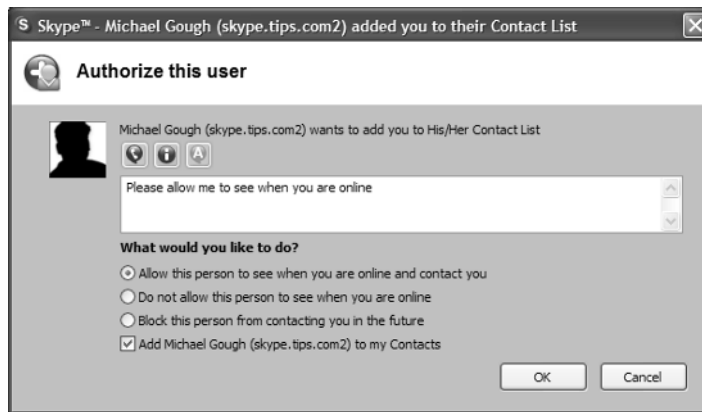 S Skype™ - Michael Gough (skype.tips.com2) added you to their Contact List
Authorize this user
Michael Gough (skype.tips.com2) wants to add you to His/Her Contact List
A
Please allow me to see when you are online
What would you like to do?
Allow this person to see when you are online and contact you
Do not allow this person to see when you are online
Block this person from contacting you in the future
Add Michael Gough (skype.tips.com2) to my Contacts
OK Cancel